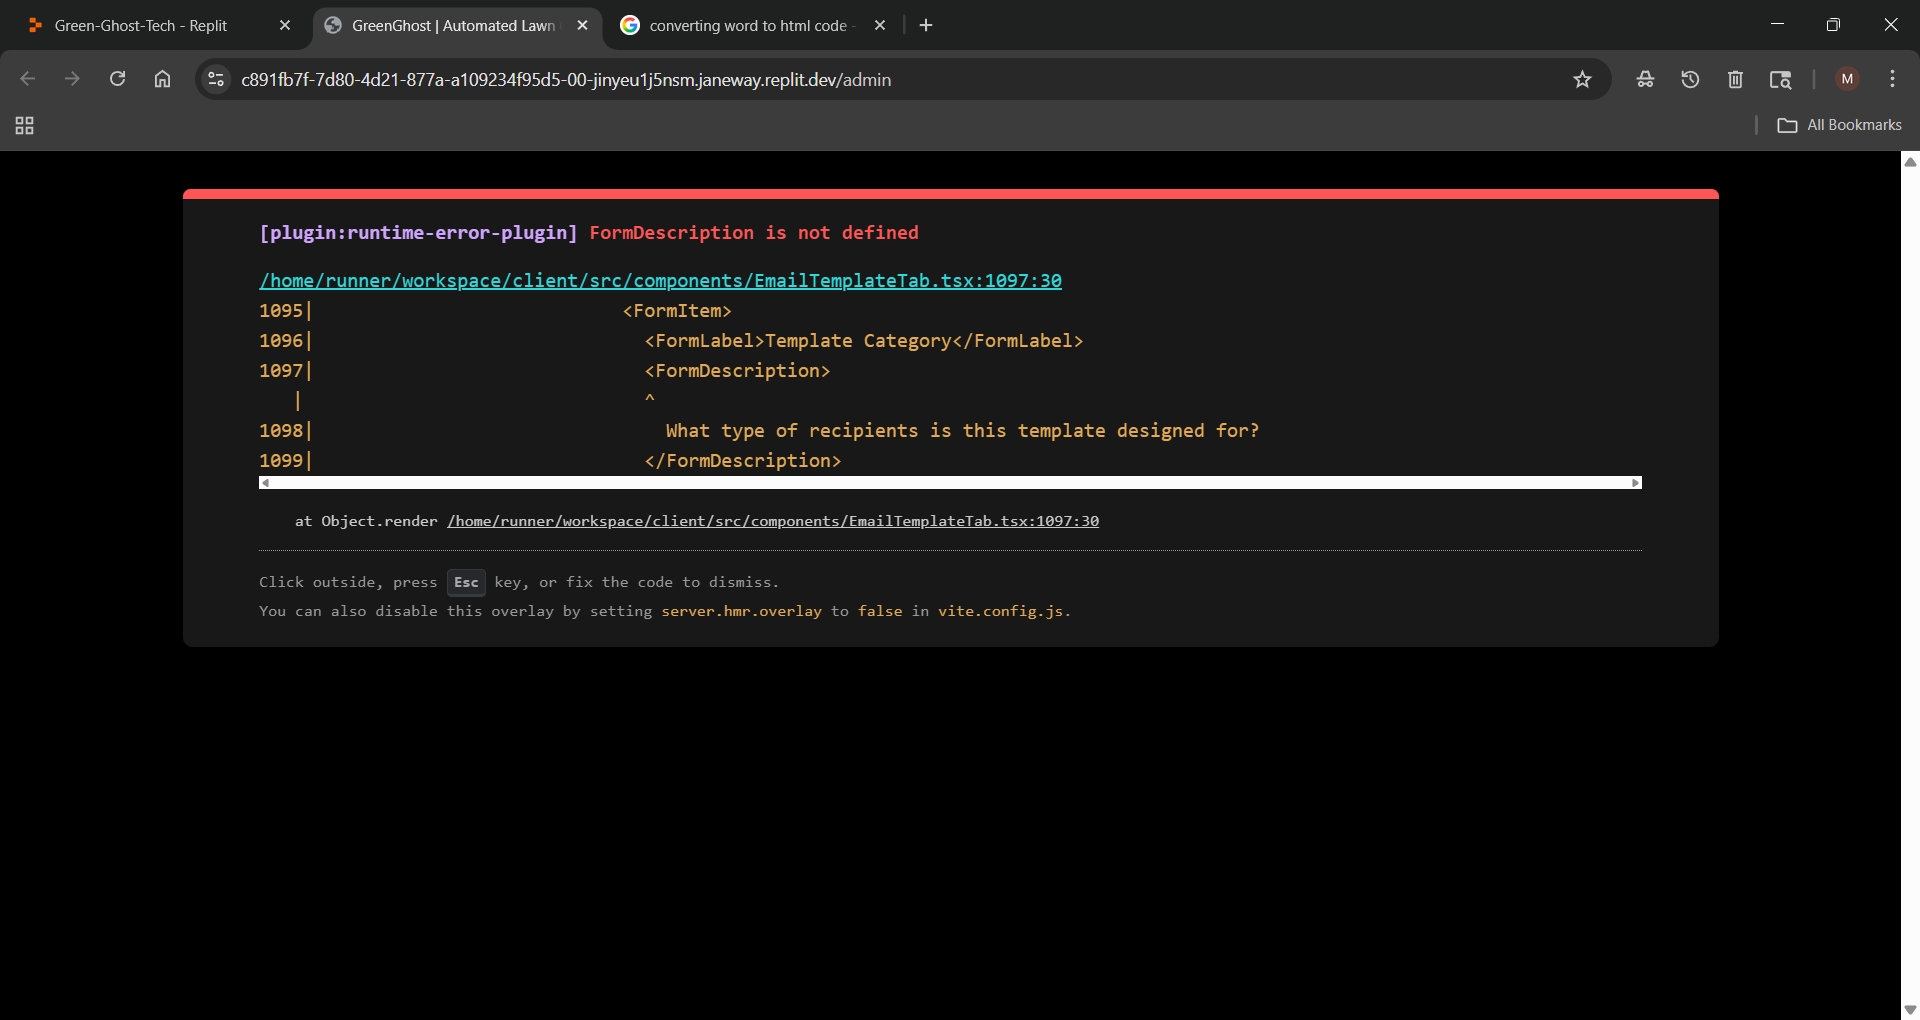 Green-Ghost-Tech - Replit
GreenGhost | Automated Lawn
converting word to html code -
c891fb7f-7d80-4d21-877a-a109234f95d5-00-jinyeu1j5nsm.janeway.replit.dev/admin
M
All Bookmarks
[plugin:runtime-error-plugin] FormDescription is not defined
/home/runner/workspace/client/src/components/EmailTemplateTab.tsx:1097:30
1095|                            <FormItem>
1096|                              <FormLabel>Template Category</FormLabel>
1097|                              <FormDescription>
   |                              ^
1098|                                What type of recipients is this template designed for?
1099|                              </FormDescription>
at Object.render /home/runner/workspace/client/src/components/EmailTemplateTab.tsx:1097:30
Click outside, press Esc key, or fix the code to dismiss.
You can also disable this overlay by setting server.hmr.overlay to false in vite.config.js.